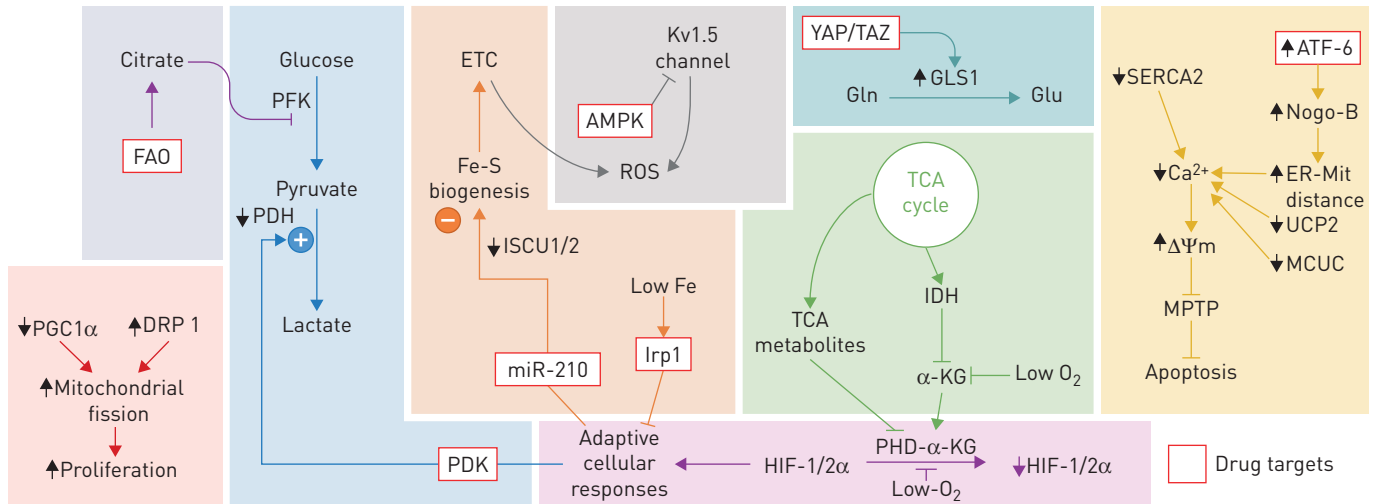 Citrate
FAO
Glucose
PFK
Pyruvate
↓PDH
+
Lactate
↓PGC1α
↑DRP 1
↑Mitochondrial
fission
↑Proliferation
ETC
Fe-S
biogenesis
−
↓ISCU1/2
Low Fe
miR-210
Irp1
Kv1.5
channel
AMPK
ROS
YAP/TAZ
↑GLS1
Gln
Glu
TCA
cycle
IDH
TCA
metabolites
α-KG
Low O₂
↑ATF-6
↓SERCA2
↑Nogo-B
↓Ca²⁺
↑ER-Mit
distance
↓UCP2
↑ΔΨm
↓MCUC
MPTP
Apoptosis
PDK
Adaptive
cellular
responses
HIF-1/2α
PHD-α-KG
Low-O₂
↓HIF-1/2α
Drug targets